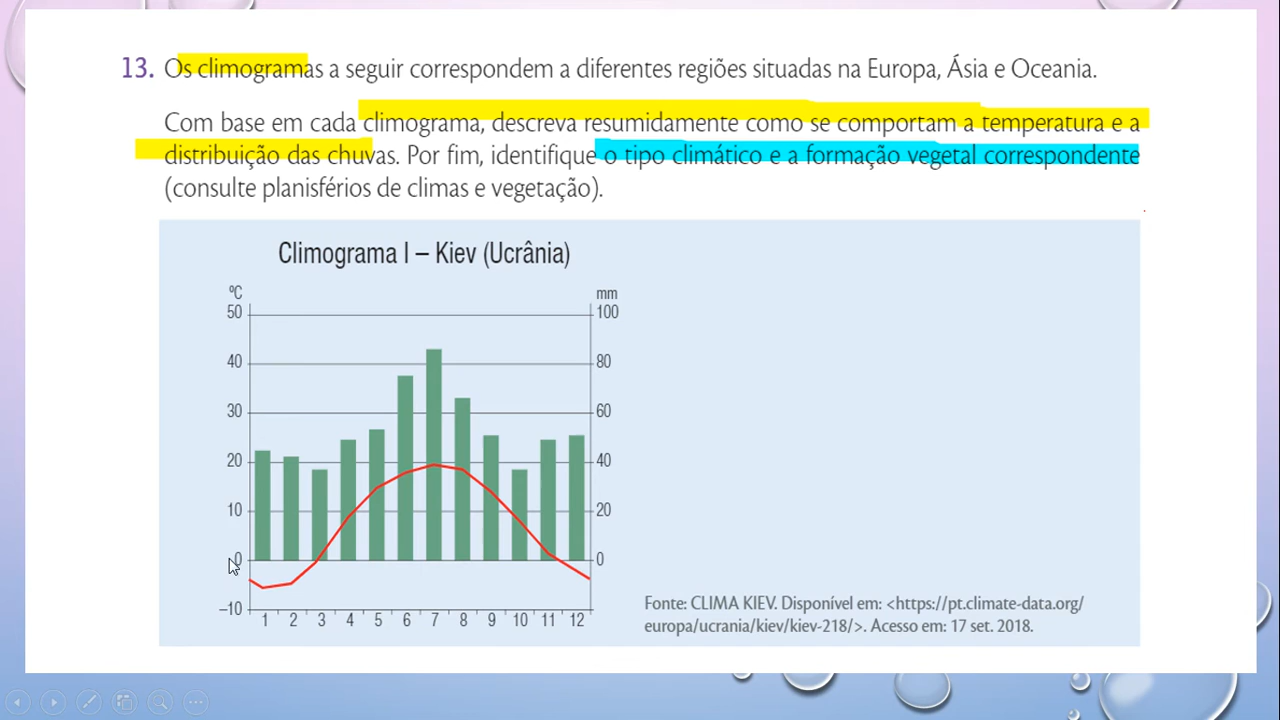 13. Os climogramas a seguir correspondem a diferentes regiões situadas na Europa, Ásia e Oceania.
Com base em cada climograma, descreva resumidamente como se comportam a temperatura e a
distribuição das chuvas. Por fim, identifique o tipo climático e a formação vegetal correspondente
(consulte planisférios de climas e vegetação).
Climograma I – Kiev (Ucrânia)
ºC mm
50 100
40 80
30 60
20 40
10 20
0 0
–10
1 2 3 4 5 6 7 8 9 10 11 12
Fonte: CLIMA KIEV. Disponível em: <https://pt.climate-data.org/
europa/ucrania/kiev/kiev-218/>. Acesso em: 17 set. 2018.